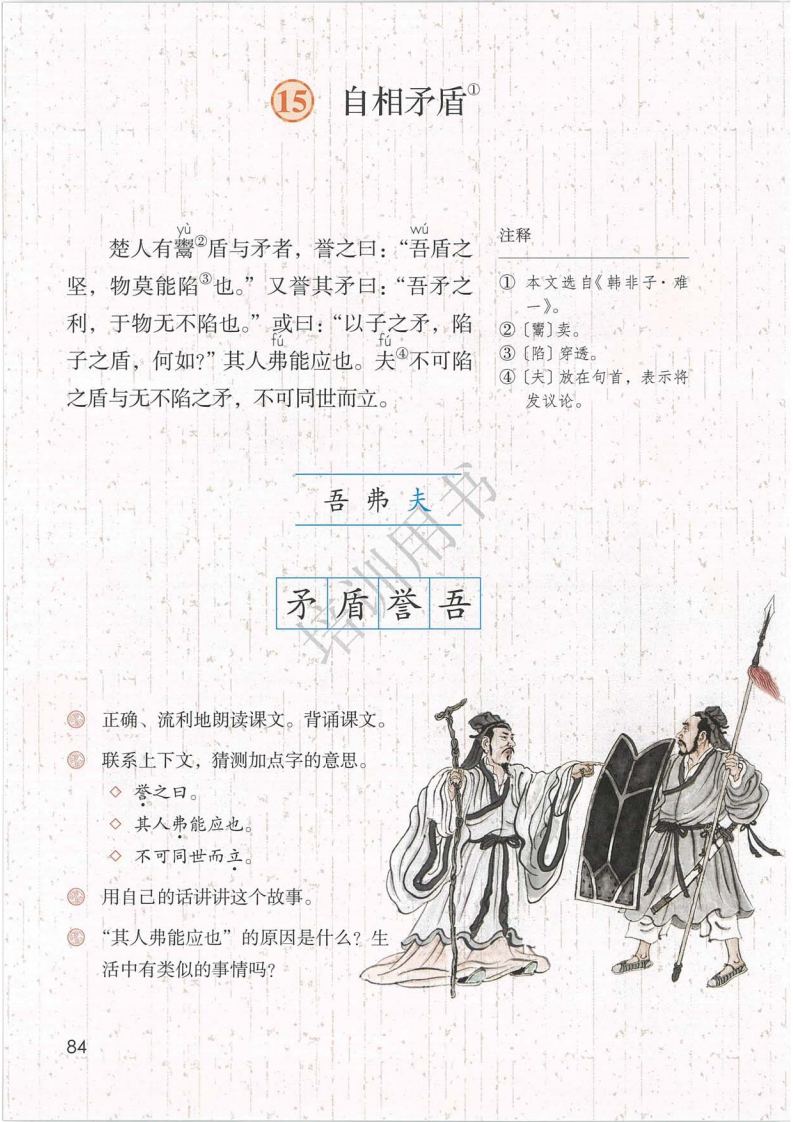 15 自相矛盾①
yù wú
楚人有鬻②盾与矛者，誉之曰：“吾盾之
坚，物莫能陷③也。”又誉其矛曰：“吾矛之
利，于物无不陷也。”或曰：“以子之矛，陷
fú fú
子之盾，何如？”其人弗能应也。夫④不可陷
之盾与无不陷之矛，不可同世而立。
注释
① 本文选自《韩非子·难
一》。
②〔鬻〕卖。
③〔陷〕穿透。
④〔夫〕放在句首，表示将
发议论。
吾 弗 夫
矛 盾 誉 吾
培训用书
正确、流利地朗读课文。背诵课文。
联系上下文，猜测加点字的意思。
◇ 誉之曰。
◇ 其人弗能应也。
◇ 不可同世而立。
用自己的话讲讲这个故事。
“其人弗能应也”的原因是什么？生
活中有类似的事情吗？
84